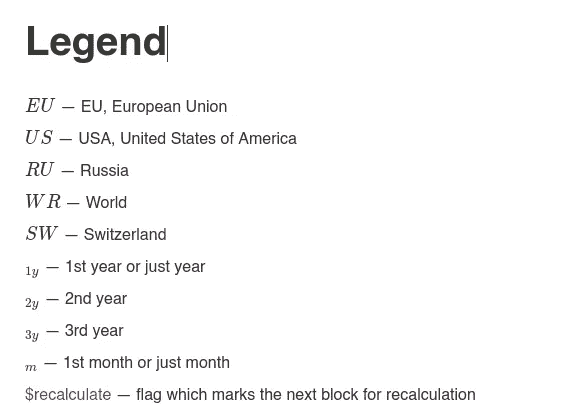 Legend
EU — EU, European Union
US — USA, United States of America
RU — Russia
WR — World
SW — Switzerland
1y — 1st year or just year
2y — 2nd year
3y — 3rd year
m — 1st month or just month
$recalculate — flag which marks the next block for recalculation